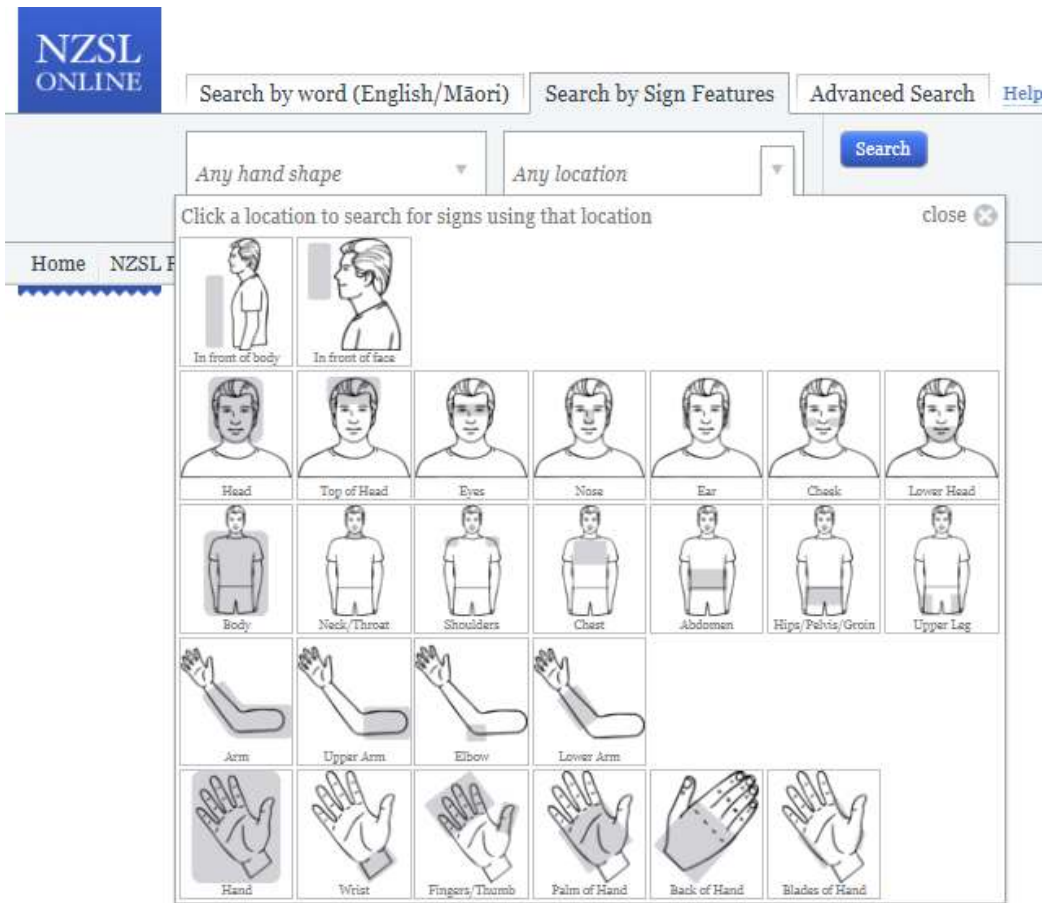 NZSL
ONLINE
Search by word (English/Māori) Search by Sign Features Advanced Search Help
Any hand shape Any location Search
Click a location to search for signs using that location close
Home NZSL
In front of body In front of face
Head Top of Head Eyes Nose Ear Cheek Lower Head
Body Neck/Throat Shoulders Chest Abdomen Hips/Pelvis/Groin Upper Leg
Arm Upper Arm Elbow Lower Arm
Hand Wrist Fingers/Thumb Palm of Hand Back of Hand Blades of Hand